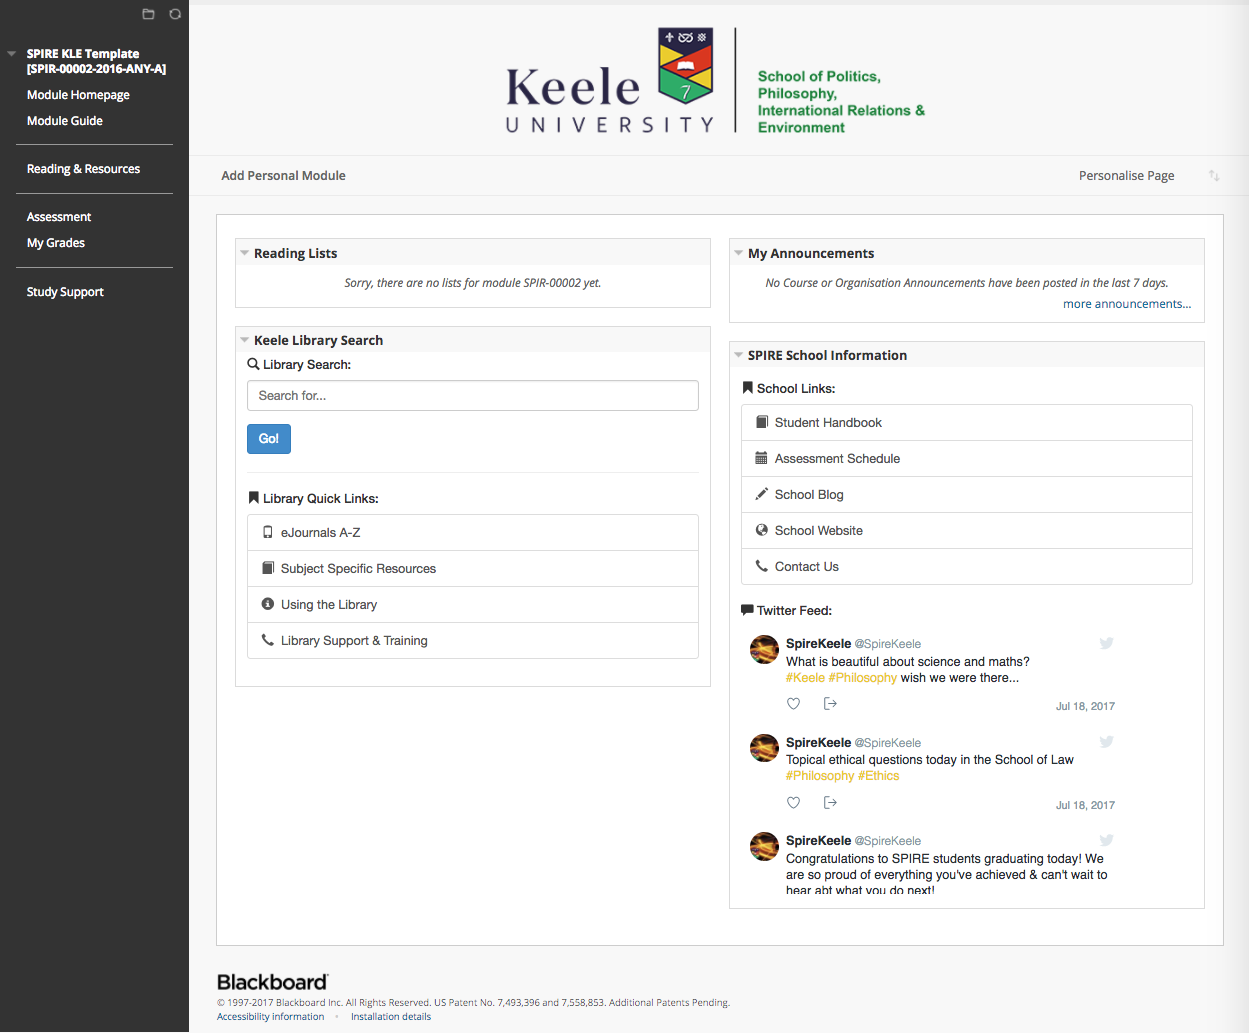 SPIRE KLE Template
[SPIR-00002-2016-ANY-A]
Module Homepage
Module Guide
Reading & Resources
Assessment
My Grades
Study Support
Keele
UNIVERSITY
7
School of Politics,
Philosophy,
International Relations &
Environment
Add Personal Module
Personalise Page
Reading Lists
Sorry, there are no lists for module SPIR-00002 yet.
Keele Library Search
Library Search:
Search for...
Go!
Library Quick Links:
eJournals A-Z
Subject Specific Resources
Using the Library
Library Support & Training
My Announcements
No Course or Organisation Announcements have been posted in the last 7 days.
more announcements...
SPIRE School Information
School Links:
Student Handbook
Assessment Schedule
School Blog
School Website
Contact Us
Twitter Feed:
SpireKeele @SpireKeele
What is beautiful about science and maths?
#Keele #Philosophy wish we were there...
Jul 18, 2017
SpireKeele @SpireKeele
Topical ethical questions today in the School of Law
#Philosophy #Ethics
Jul 18, 2017
SpireKeele @SpireKeele
Congratulations to SPIRE students graduating today! We
are so proud of everything you've achieved & can't wait to
hear abt what you do next!
Blackboard
© 1997-2017 Blackboard Inc. All Rights Reserved. US Patent No. 7,493,396 and 7,558,853. Additional Patents Pending.
Accessibility information • Installation details